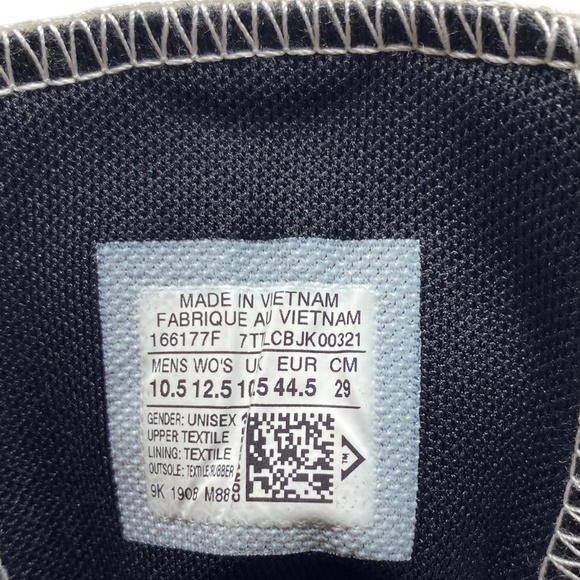 MADE IN VIETNAM
FABRIQUE AU VIETNAM
166177F 7TTLCBJK00321
MENS WO'S UK EUR CM
10.5 12.5 10.5 44.5 29
GENDER: UNISEX
UPPER: TEXTILE
LINING: TEXTILE
OUTSOLE: TEXTILE/RUBBER
9K 1908 M88
TM